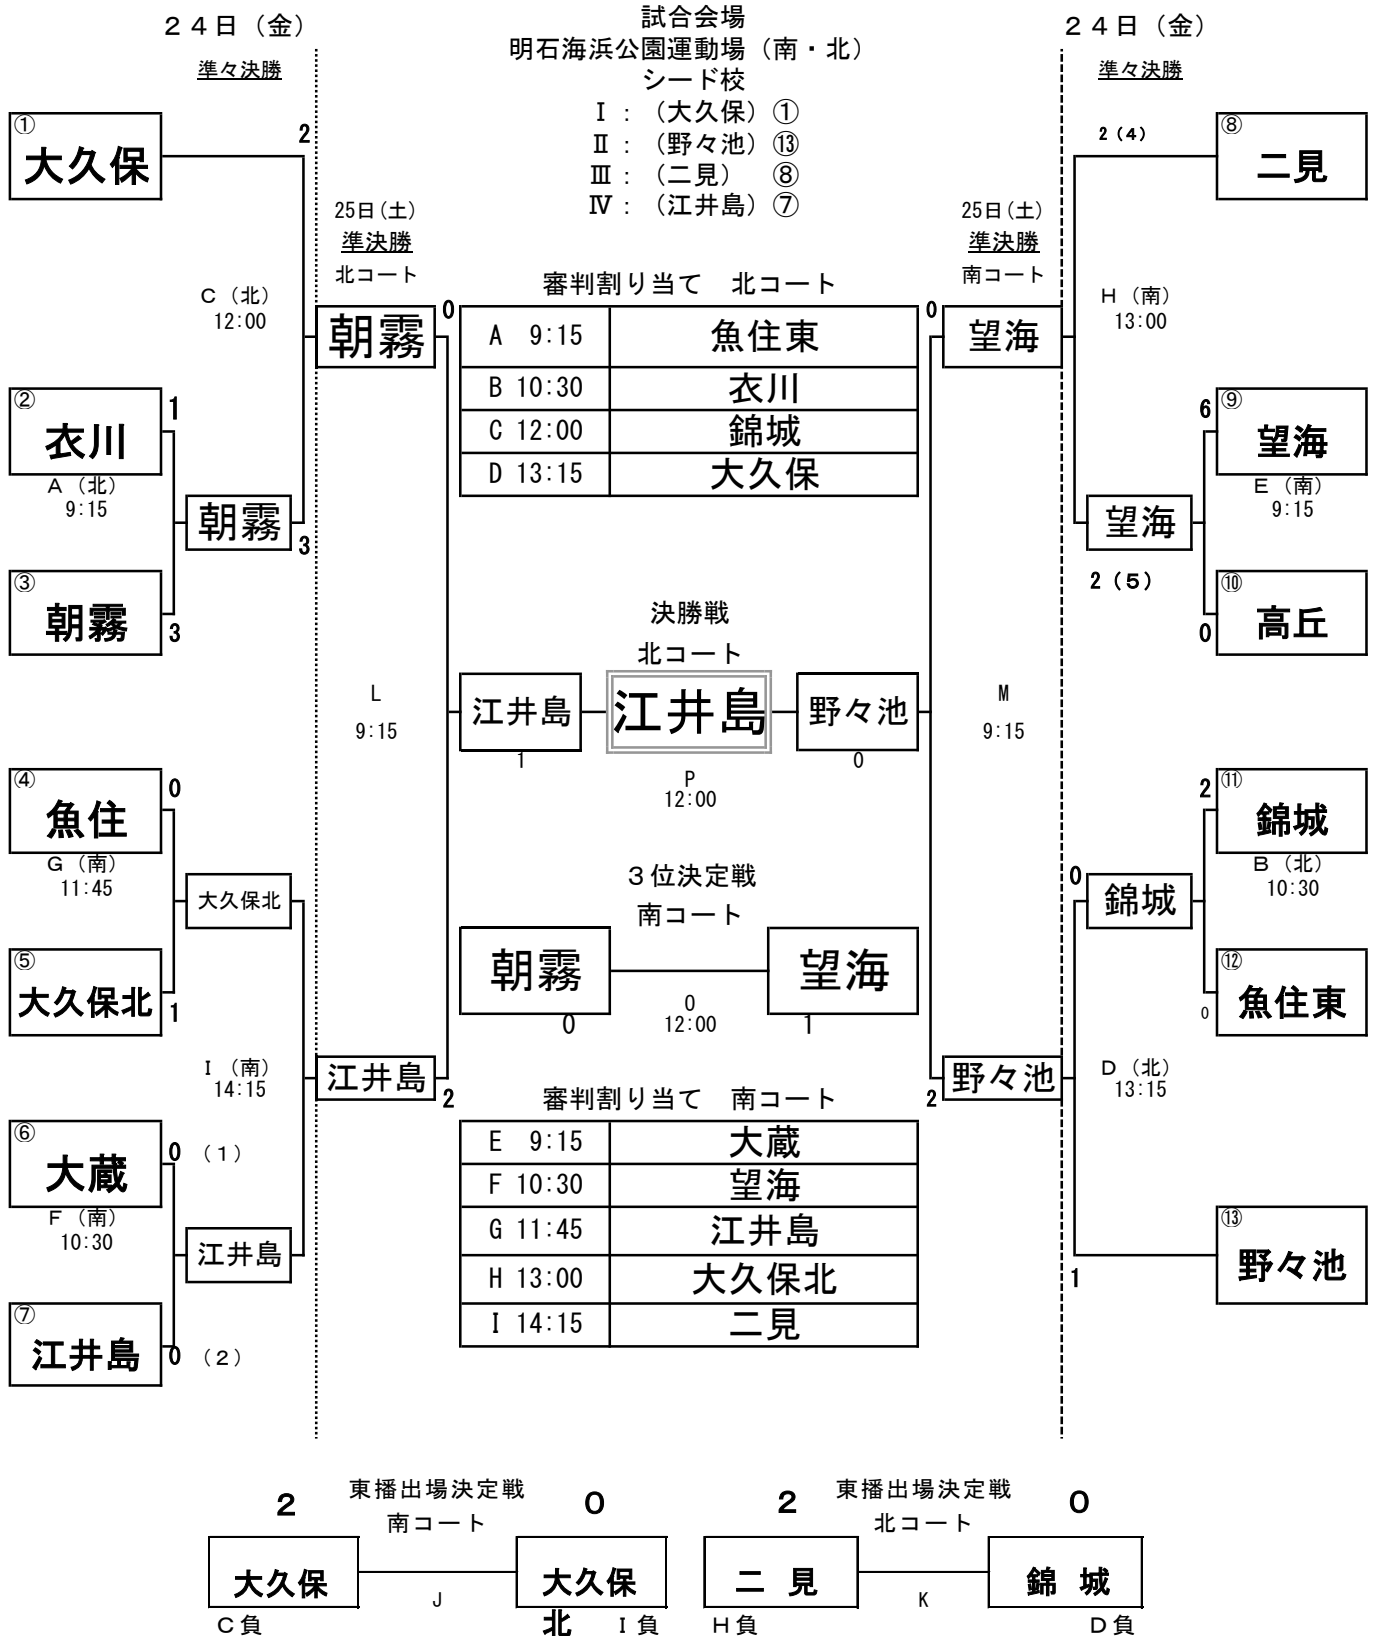 ２４日（金）
準々決勝
試合会場
明石海浜公園運動場（南・北）
シード校
Ⅰ：（大久保）①
Ⅱ：（野々池）⑬
Ⅲ：（二見）　⑧
Ⅳ：（江井島）⑦
２４日（金）
準々決勝
①
大久保
2
25日(土)
準決勝
北コート
C（北）
12:00
朝霧
0
②
衣川
1
A（北）
9:15
朝霧
3
③
朝霧
3
L
9:15
④
魚住
0
G（南）
11:45
大久保北
⑤
大久保北
1
I（南）
14:15
江井島
2
⑥
大蔵
0（1）
F（南）
10:30
江井島
⑦
江井島
0（2）
審判割り当て　北コート
A 9:15 魚住東
B 10:30 衣川
C 12:00 錦城
D 13:15 大久保
決勝戦
北コート
江井島
江井島
野々池
1
0
P
12:00
３位決定戦
南コート
朝霧
望海
0
0
12:00
1
審判割り当て　南コート
E 9:15 大蔵
F 10:30 望海
G 11:45 江井島
H 13:00 大久保北
I 14:15 二見
2（4）
⑧
二見
25日(土)
準決勝
南コート
H（南）
13:00
0
望海
6
⑨
望海
E（南）
9:15
望海
2（5）
⑩
高丘
0
M
9:15
2
⑪
錦城
B（北）
10:30
0
錦城
⑫
魚住東
0
D（北）
13:15
野々池
2
⑬
野々池
1
東播出場決定戦
南コート
2
0
大久保
J
大久保
北
C負
I負
東播出場決定戦
北コート
2
0
二　見
K
錦　城
H負
D負